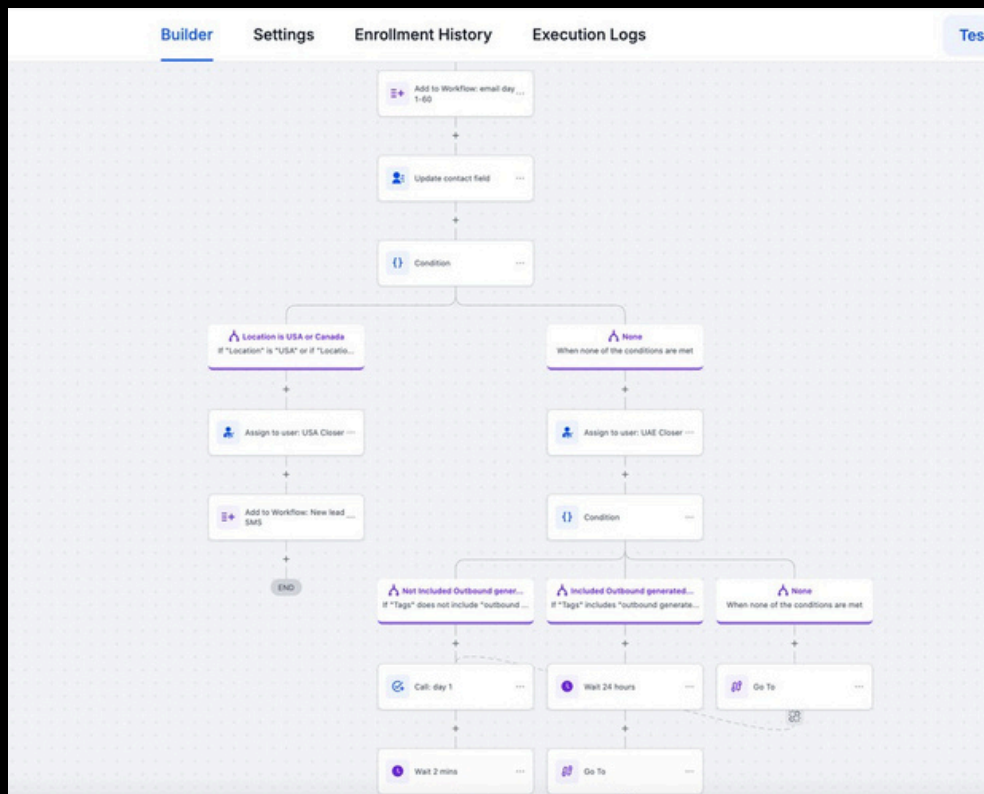 Builder
Settings
Enrollment History
Execution Logs
Tes
Add to Workflow: email day ...
1-60
Update contact field ...
Condition ...
Location is USA or Canada
If "Location" is "USA" or if "Locatio...
None
When none of the conditions are met
Assign to user: USA Closer ...
Assign to user: UAE Closer ...
Add to Workflow: New lead ...
SMS
Condition ...
END
Not Included Outbound gener...
If "Tags" does not include "outbound ...
Included Outbound generated...
If "Tags" includes "outbound generate...
None
When none of the conditions are met
Call: day 1 ...
Wait 24 hours ...
Go To ...
Wait 2 mins ...
Go To ...